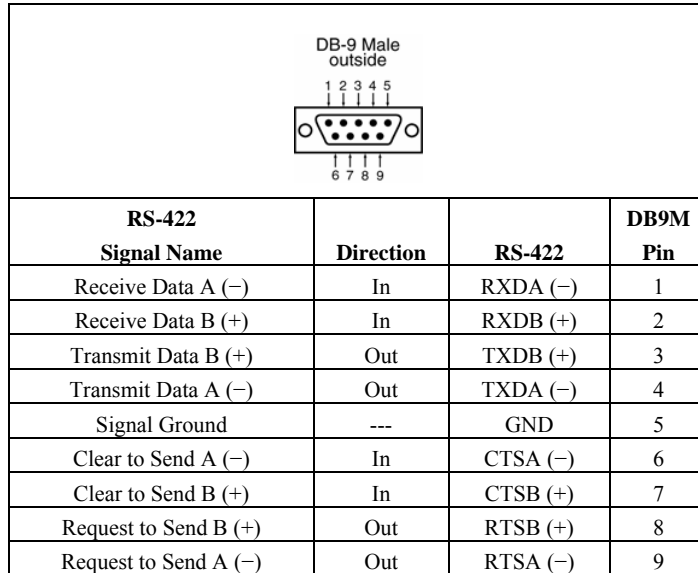 DB-9 Male
outside
1 2 3 4 5
6 7 8 9
RS-422 Signal Name Direction RS-422 DB9M Pin
Receive Data A (−) In RXDA (−) 1
Receive Data B (+) In RXDB (+) 2
Transmit Data B (+) Out TXDB (+) 3
Transmit Data A (−) Out TXDA (−) 4
Signal Ground --- GND 5
Clear to Send A (−) In CTSA (−) 6
Clear to Send B (+) In CTSB (+) 7
Request to Send B (+) Out RTSB (+) 8
Request to Send A (−) Out RTSA (−) 9